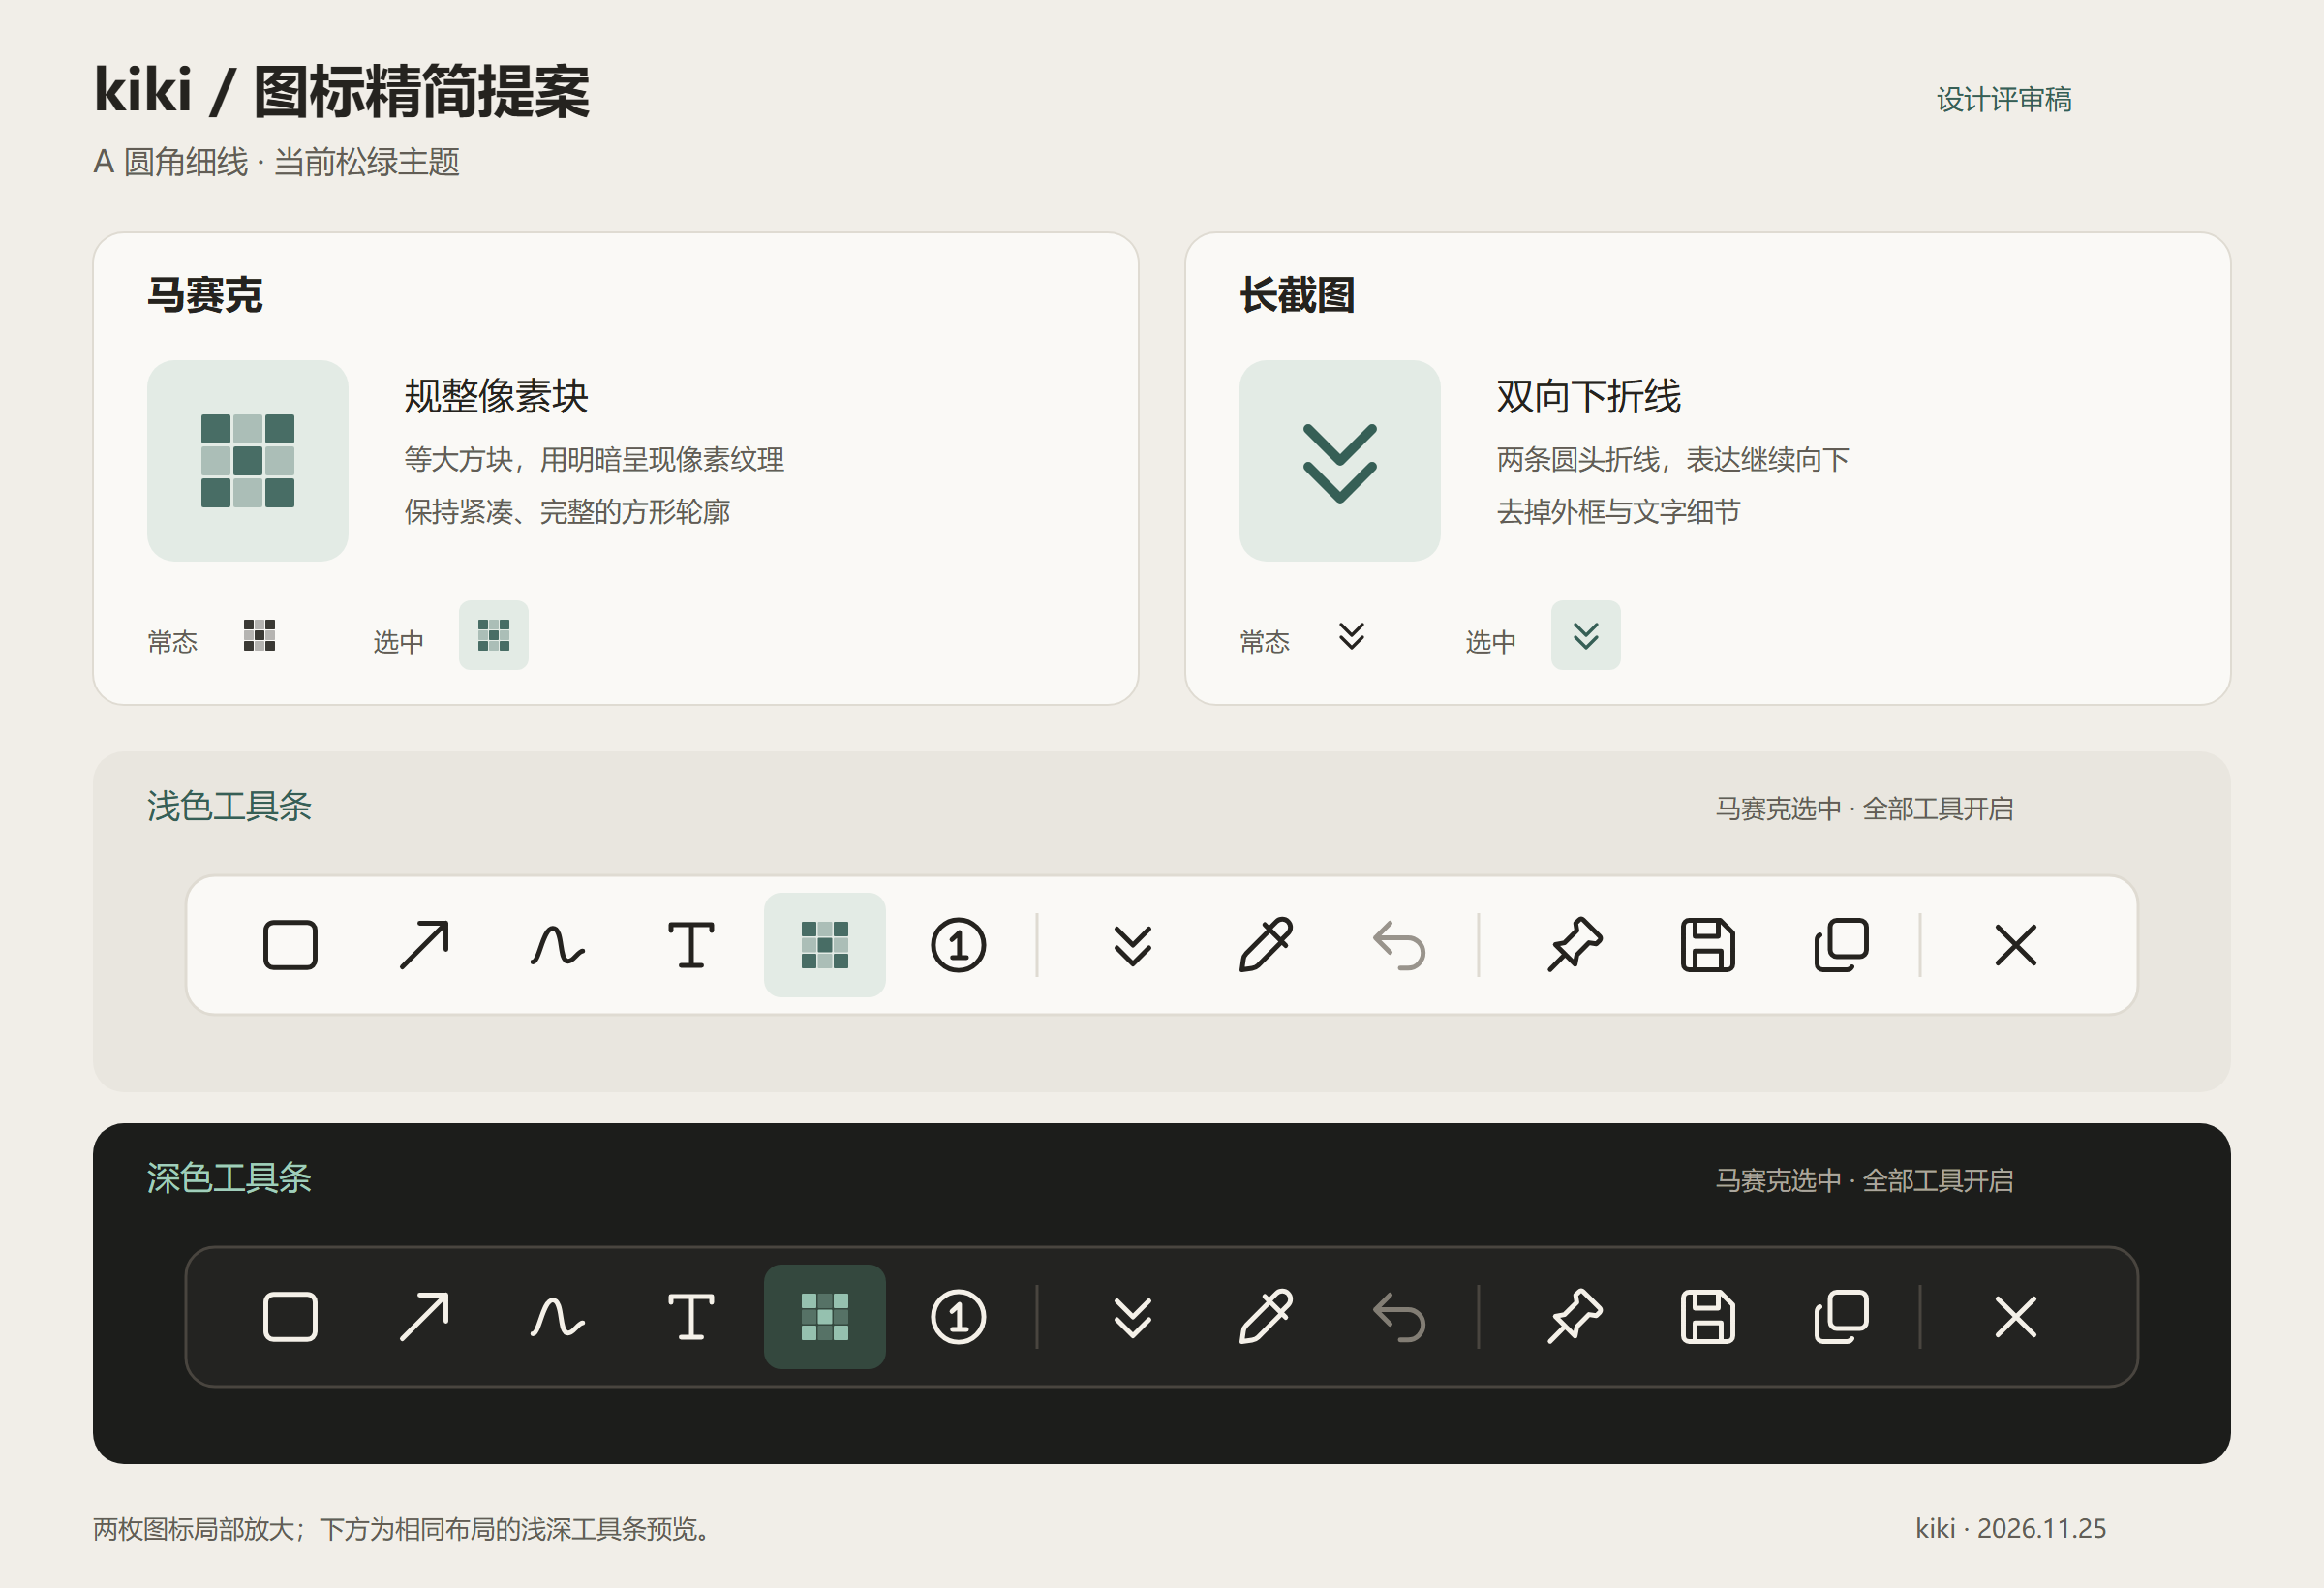 kiki / 图标精简提案
设计评审稿
A 圆角细线 · 当前松绿主题
马赛克
规整像素块
等大方块，用明暗呈现像素纹理
保持紧凑、完整的方形轮廓
常态
选中
长截图
双向下折线
两条圆头折线，表达继续向下
去掉外框与文字细节
常态
选中
浅色工具条
马赛克选中 · 全部工具开启
T
1
深色工具条
马赛克选中 · 全部工具开启
T
1
两枚图标局部放大；下方为相同布局的浅深工具条预览。
kiki · 2026.11.25